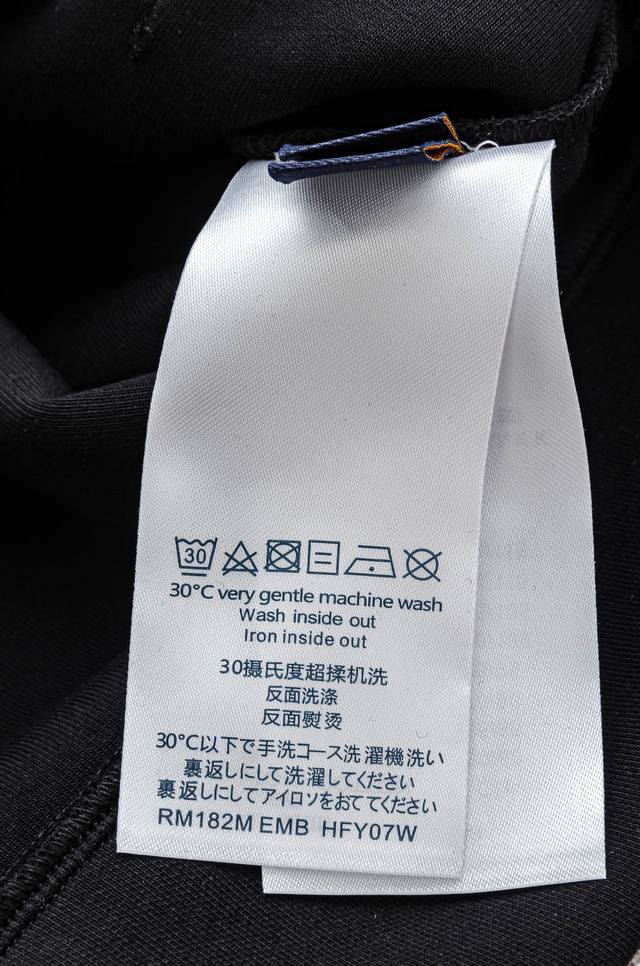 30
30°C very gentle machine wash
Wash inside out
Iron inside out
30摄氏度超揉机洗
反面洗涤
反面熨烫
30°C以下で手洗コース洗濯機洗い
裏返しにして洗濯してください
裏返しにしてアイロソをおててください
RM182M EMB HFY07W